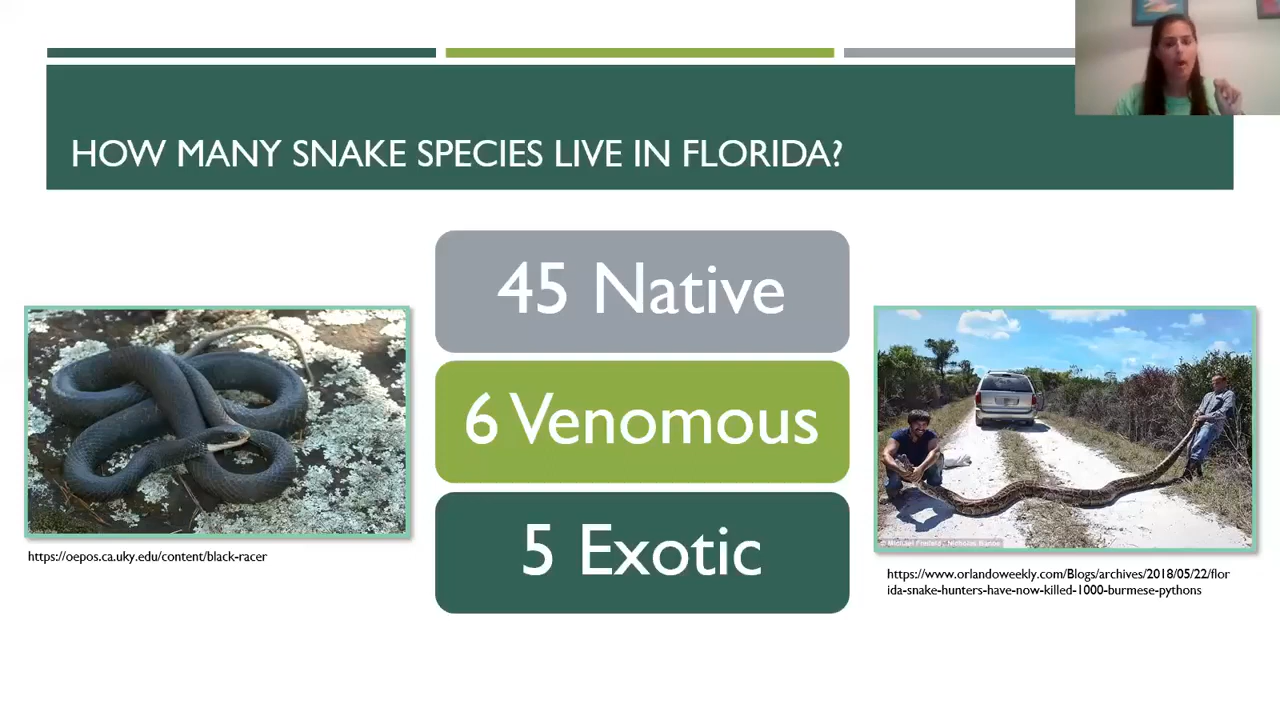 HOW MANY SNAKE SPECIES LIVE IN FLORIDA?
45 Native
6 Venomous
5 Exotic
https://oepos.ca.uky.edu/content/black-racer
https://www.orlandoweekly.com/Blogs/archives/2018/05/22/flor
ida-snake-hunters-have-now-killed-1000-burmese-pythons